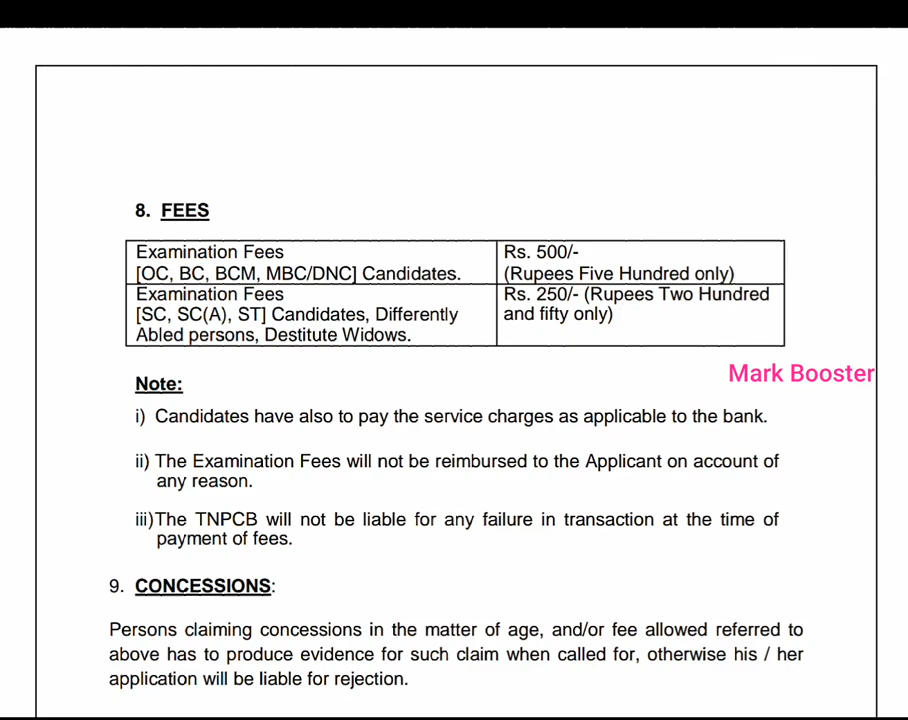 8. FEES
Examination Fees
[OC, BC, BCM, MBC/DNC] Candidates.
Rs. 500/-
(Rupees Five Hundred only)
Examination Fees
[SC, SC(A), ST] Candidates, Differently
Abled persons, Destitute Widows.
Rs. 250/- (Rupees Two Hundred
and fifty only)
Mark Booster
Note:
i) Candidates have also to pay the service charges as applicable to the bank.
ii) The Examination Fees will not be reimbursed to the Applicant on account of
any reason.
iii)The TNPCB will not be liable for any failure in transaction at the time of
payment of fees.
9. CONCESSIONS:
Persons claiming concessions in the matter of age, and/or fee allowed referred to
above has to produce evidence for such claim when called for, otherwise his / her
application will be liable for rejection.